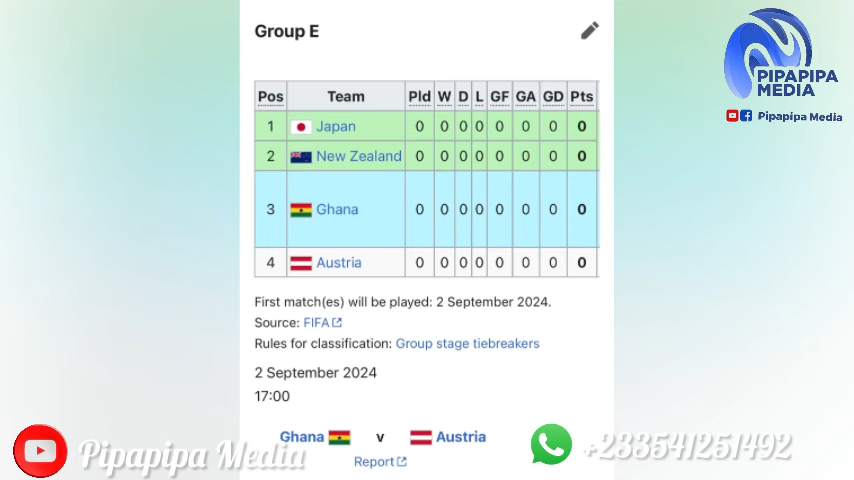 Group E
PIPAPIPA
MEDIA
Pipapipa Media
Pos Team Pld W D L GF GA GD Pts
1 Japan 0 0 0 0 0 0 0 0
2 New Zealand 0 0 0 0 0 0 0 0
3 Ghana 0 0 0 0 0 0 0 0
4 Austria 0 0 0 0 0 0 0 0
First match(es) will be played: 2 September 2024.
Source: FIFA
Rules for classification: Group stage tiebreakers
2 September 2024
17:00
Ghana v Austria
Report
Pipapipa Media
+233541251492